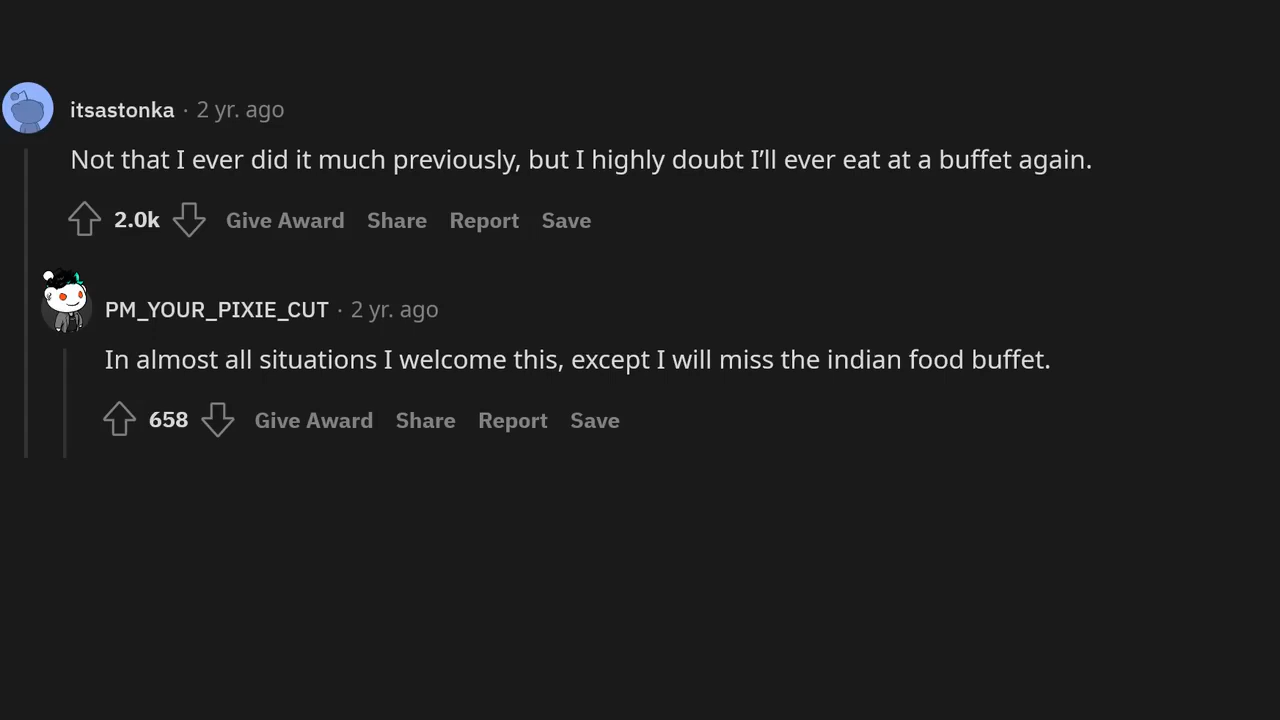 itsastonka · 2 yr. ago
Not that I ever did it much previously, but I highly doubt I’ll ever eat at a buffet again.
2.0k Give Award Share Report Save
PM_YOUR_PIXIE_CUT · 2 yr. ago
In almost all situations I welcome this, except I will miss the indian food buffet.
658 Give Award Share Report Save